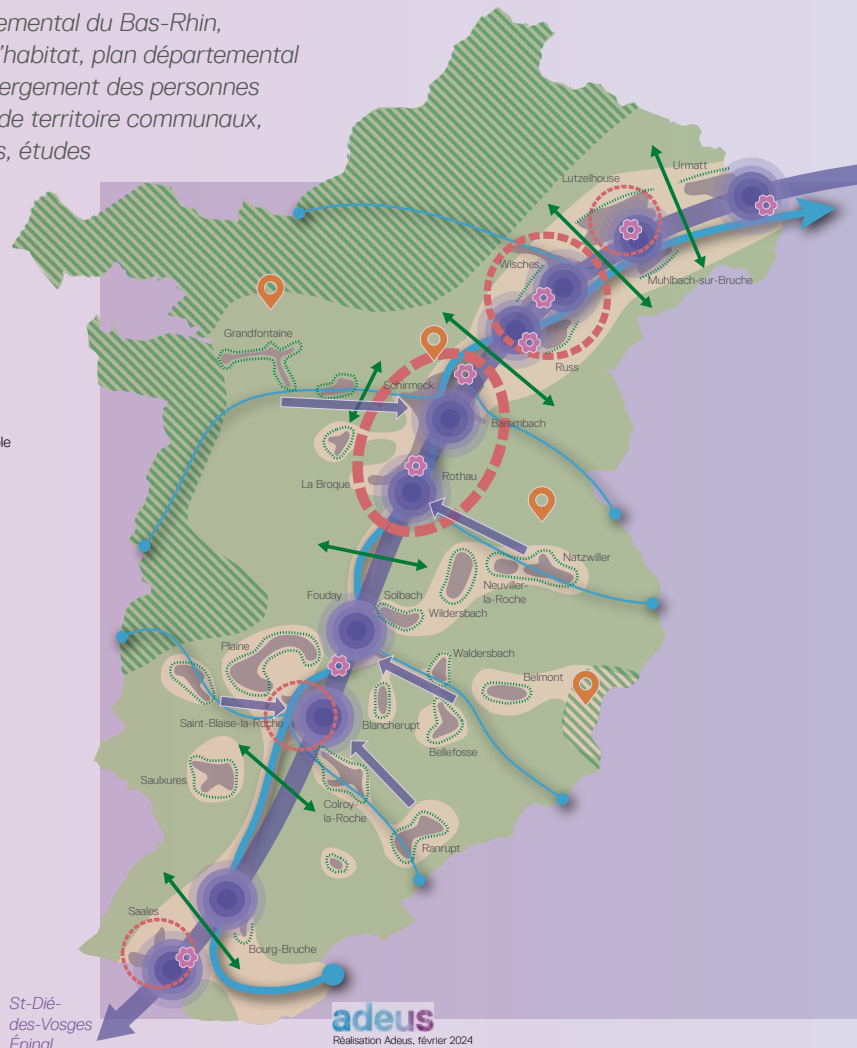 emental du Bas-Rhin,
'habitat, plan départemental
ergement des personnes
de territoire communaux,
s, études
Urmatt
Lutzelhouse
Wisches
Muhlbach-sur-Bruche
Grandfontaine
Russ
Schirmeck
Barembach
le
La Broque
Rothau
Natzwiller
Neuviller-
la-Roche
Fouday
Solbach
Wildersbach
Plaine
Waldersbach
Belmont
Saint-Blaise-la-Roche
Blancherupt
Bellefosse
Saulxures
Colroy-
la-Roche
Ranrupt
Saales
Bourg-Bruche
St-Dié-
des-Vosges
Épinal
adeus
Réalisation Adeus, février 2024